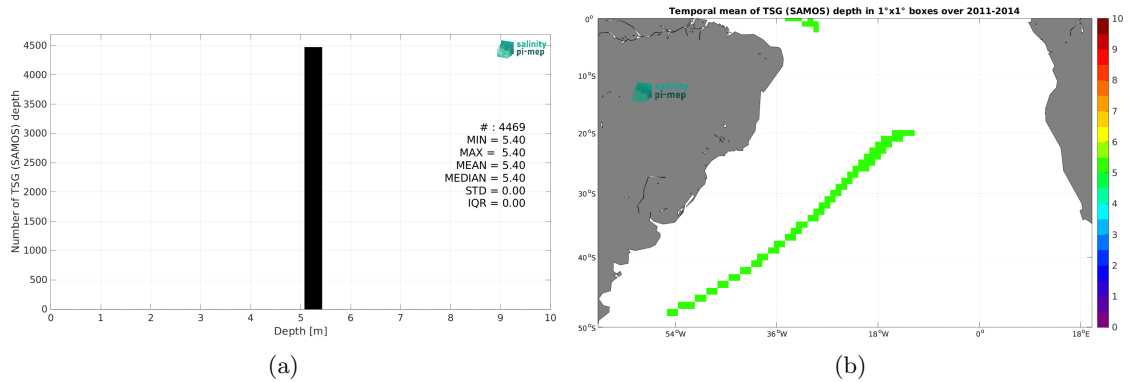 4500
4000
3500
3000
2500
2000
1500
1000
500
0
Number of TSG (SAMOS) depth
salinity
pi-mep
# : 4469
MIN = 5.40
MAX = 5.40
MEAN = 5.40
MEDIAN = 5.40
STD = 0.00
IQR = 0.00
0 1 2 3 4 5 6 7 8 9 10
Depth [m]
(a)
Temporal mean of TSG (SAMOS) depth in 1°x1° boxes over 2011-2014
0°
10°S
20°S
30°S
40°S
50°S
salinity
pi-mep
54°W 36°W 18°W 0° 18°E
10
9
8
7
6
5
4
3
2
1
0
(b)